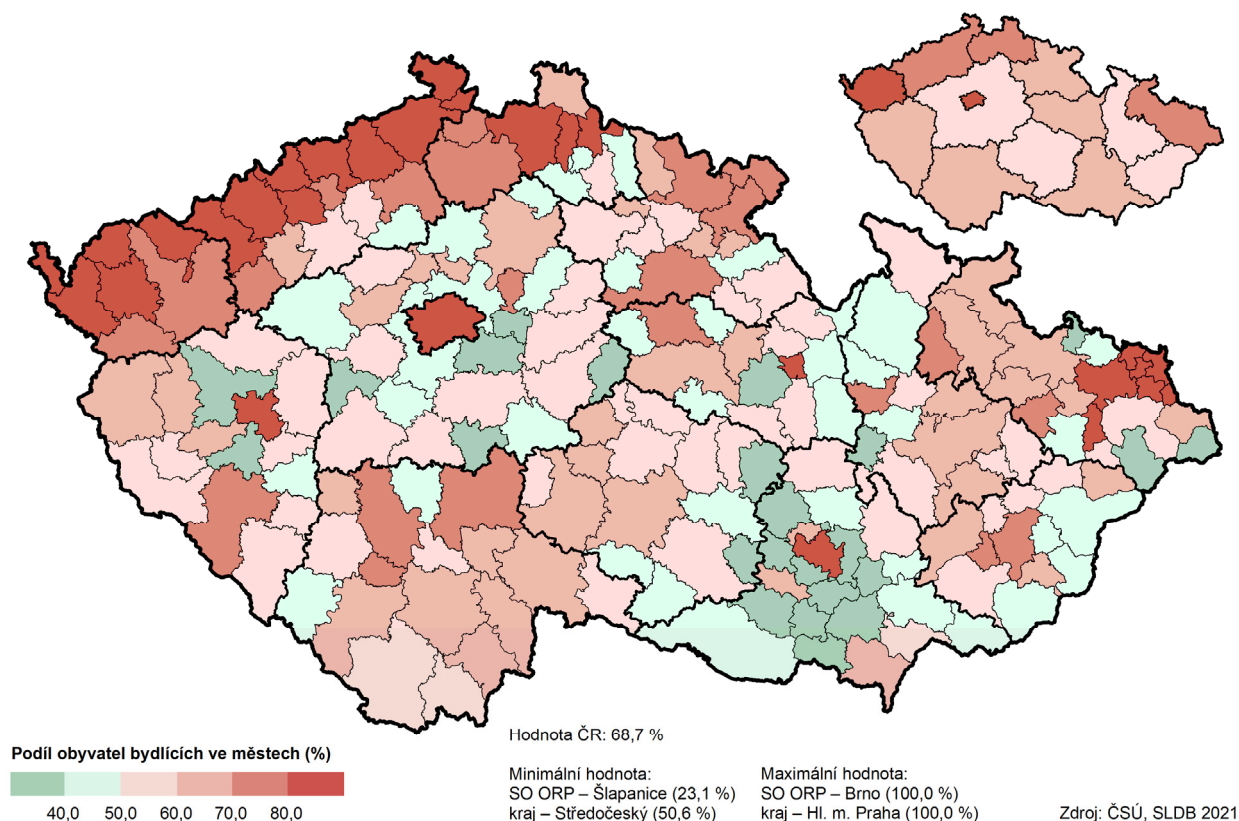 Hodnota ČR: 68,7 %
Podíl obyvatel bydlících ve městech (%)
40,0 50,0 60,0 70,0 80,0
Minimální hodnota:
SO ORP – Šlapanice (23,1 %)
kraj – Středočeský (50,6 %)
Maximální hodnota:
SO ORP – Brno (100,0 %)
kraj – Hl. m. Praha (100,0 %)
Zdroj: ČSÚ, SLDB 2021